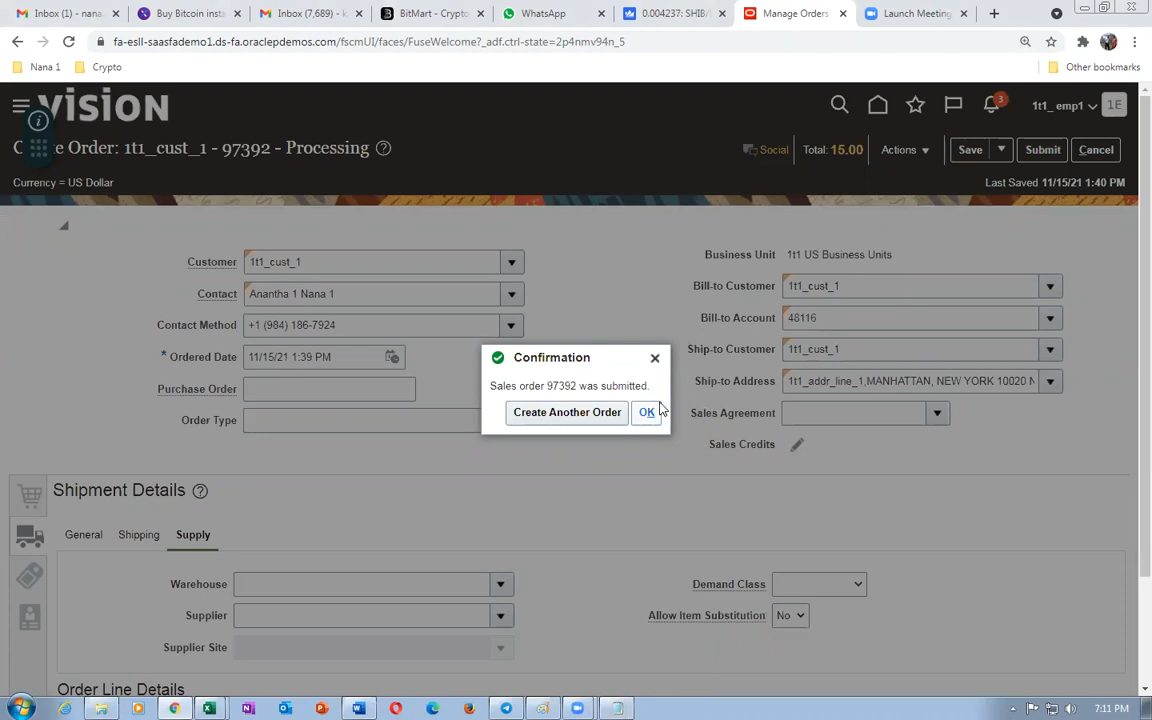 Inbox (1) - nana
Buy Bitcoin inst
Inbox (7,689) - k
BitMart - Crypto
WhatsApp
0.004237: SHIB/
Manage Orders
Launch Meeting
fa-esll-saasfademo1.ds-fa.oraclepdemos.com/fscmUI/faces/FuseWelcome?_adf.ctrl-state=2p4nmv94n_5
Nana 1
Crypto
Other bookmarks
vision
3
1t1_emp1
1E
Order: 1t1_cust_1 - 97392 - Processing
Social
Total: 15.00
Actions
Save
Submit
Cancel
Currency = US Dollar
Last Saved 11/15/21 1:40 PM
Customer 1t1_cust_1
Contact Anantha 1 Nana 1
Contact Method +1 (984) 186-7924
* Ordered Date 11/15/21 1:39 PM
Purchase Order
Order Type
Business Unit 1t1 US Business Units
Bill-to Customer 1t1_cust_1
Bill-to Account 48116
Ship-to Customer 1t1_cust_1
Ship-to Address 1t1_addr_line_1,MANHATTAN, NEW YORK 10020 N
Sales Agreement
Sales Credits
Confirmation
Sales order 97392 was submitted.
Create Another Order
OK
Shipment Details
General
Shipping
Supply
Warehouse
Supplier
Supplier Site
Demand Class
Allow Item Substitution No
Order Line Details
7:11 PM